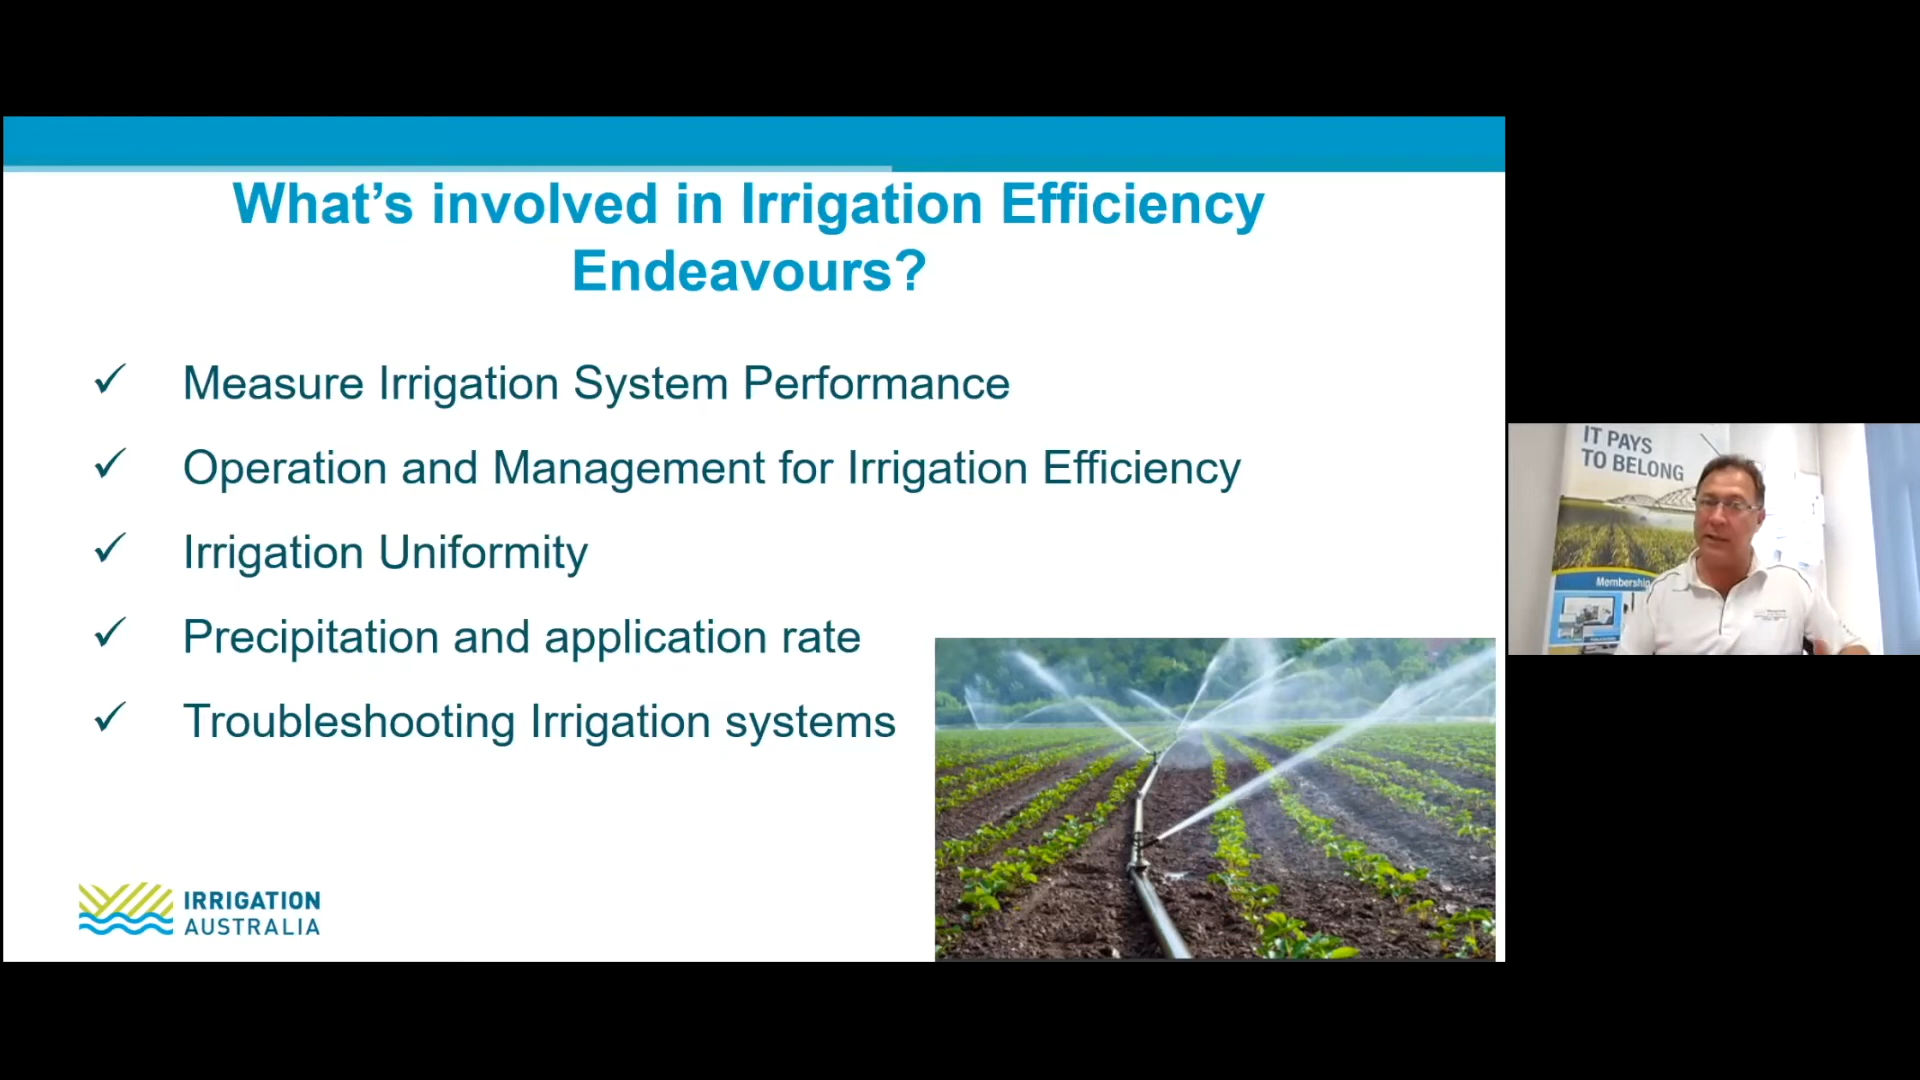 What’s involved in Irrigation Efficiency
Endeavours?
✓ Measure Irrigation System Performance
✓ Operation and Management for Irrigation Efficiency
✓ Irrigation Uniformity
✓ Precipitation and application rate
✓ Troubleshooting Irrigation systems
IRRIGATION
AUSTRALIA
IT PAYS
TO BELONG
Membership